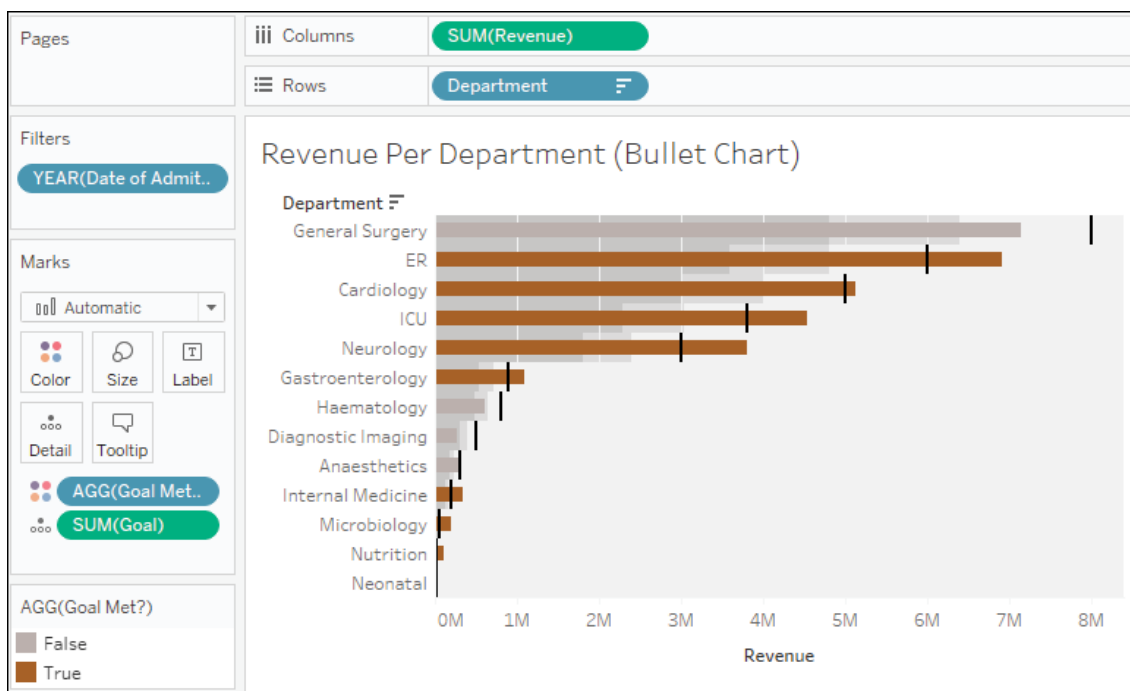 Pages
Columns
SUM(Revenue)
Rows
Department
Filters
YEAR(Date of Admit..
Marks
Automatic
Color
Size
T
Label
Detail
Tooltip
AGG(Goal Met..
SUM(Goal)
AGG(Goal Met?)
False
True
Revenue Per Department (Bullet Chart)
Department
General Surgery
ER
Cardiology
ICU
Neurology
Gastroenterology
Haematology
Diagnostic Imaging
Anaesthetics
Internal Medicine
Microbiology
Nutrition
Neonatal
0M 1M 2M 3M 4M 5M 6M 7M 8M
Revenue